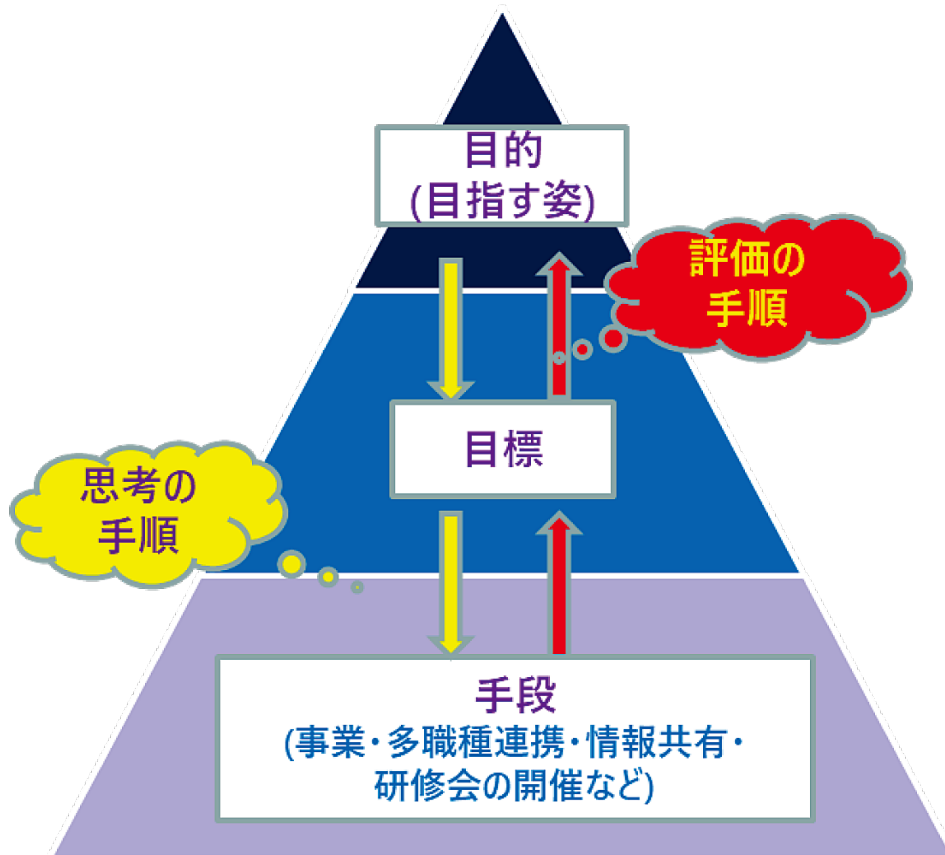 目的
(目指す姿)
評価の
手順
目標
思考の
手順
手段
(事業・多職種連携・情報共有・
研修会の開催など)